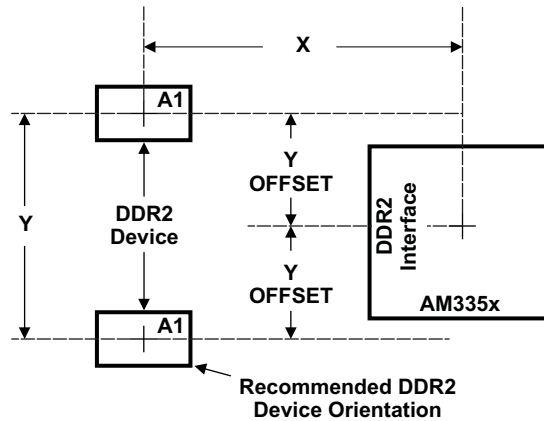 X
A1
Y
OFFSET
DDR2
Interface
Y
DDR2
Device
Y
OFFSET
A1
AM335x
Recommended DDR2
Device Orientation